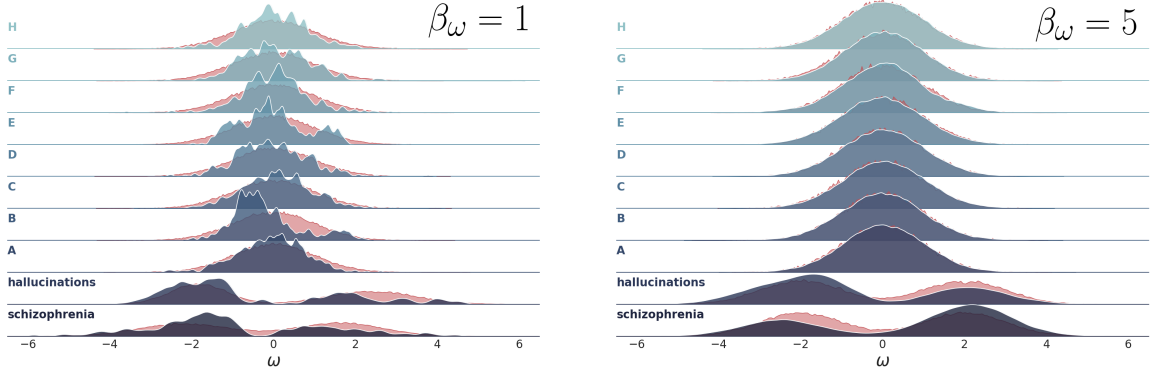 β_ω = 1
H
G
F
E
D
C
B
A
hallucinations
schizophrenia
−6 −4 −2 0 2 4 6
ω
β_ω = 5
H
G
F
E
D
C
B
A
hallucinations
schizophrenia
−6 −4 −2 0 2 4 6
ω